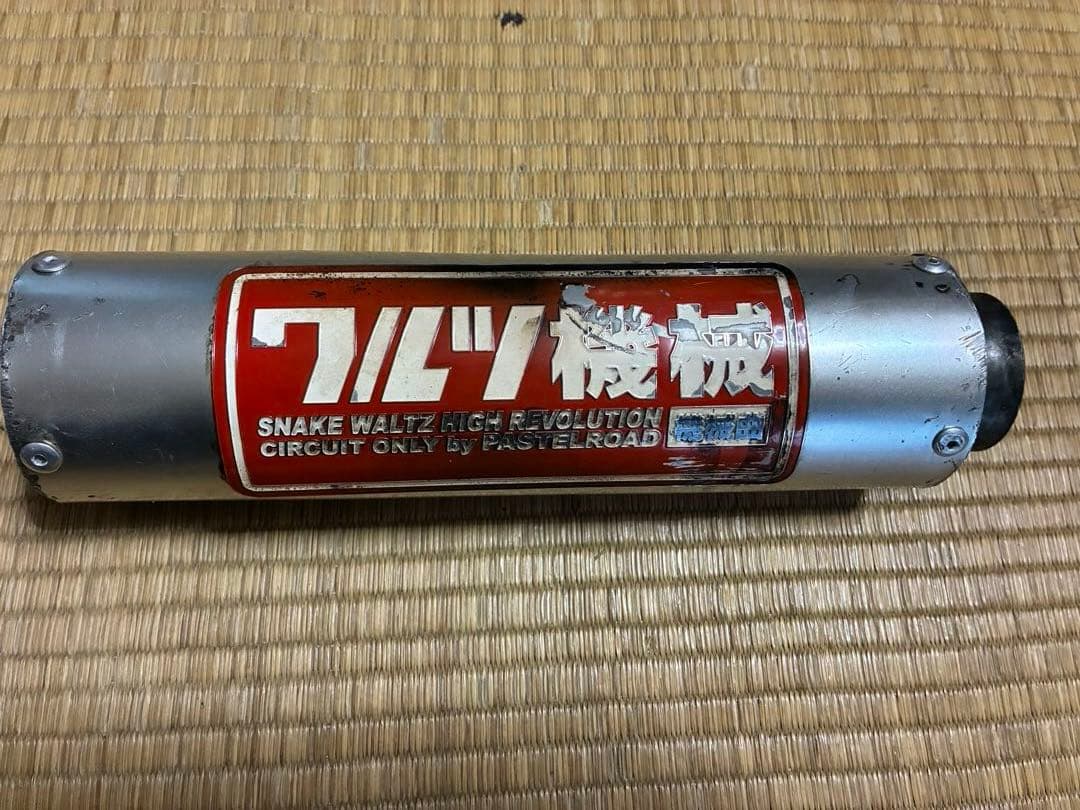 ワルツ機械
SNAKE WALTZ HIGH REVOLUTION
CIRCUIT ONLY by PASTELROAD